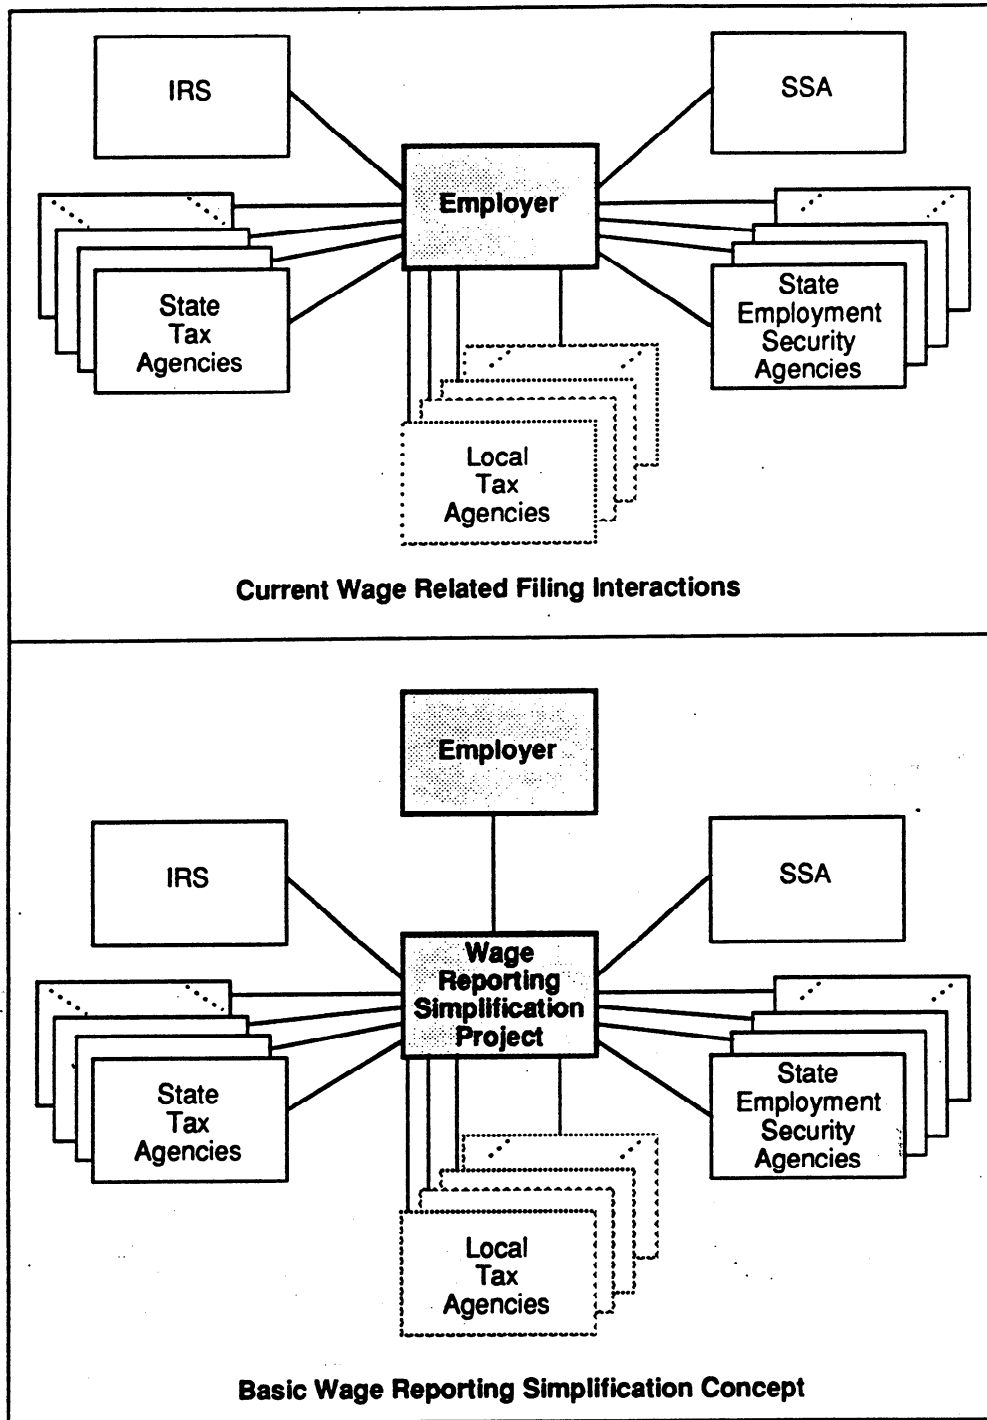 IRS
SSA
Employer
State
Tax
Agencies
State
Employment
Security
Agencies
Local
Tax
Agencies
Current Wage Related Filing Interactions
Employer
IRS
SSA
Wage
Reporting
Simplification
Project
State
Tax
Agencies
State
Employment
Security
Agencies
Local
Tax
Agencies
Basic Wage Reporting Simplification Concept